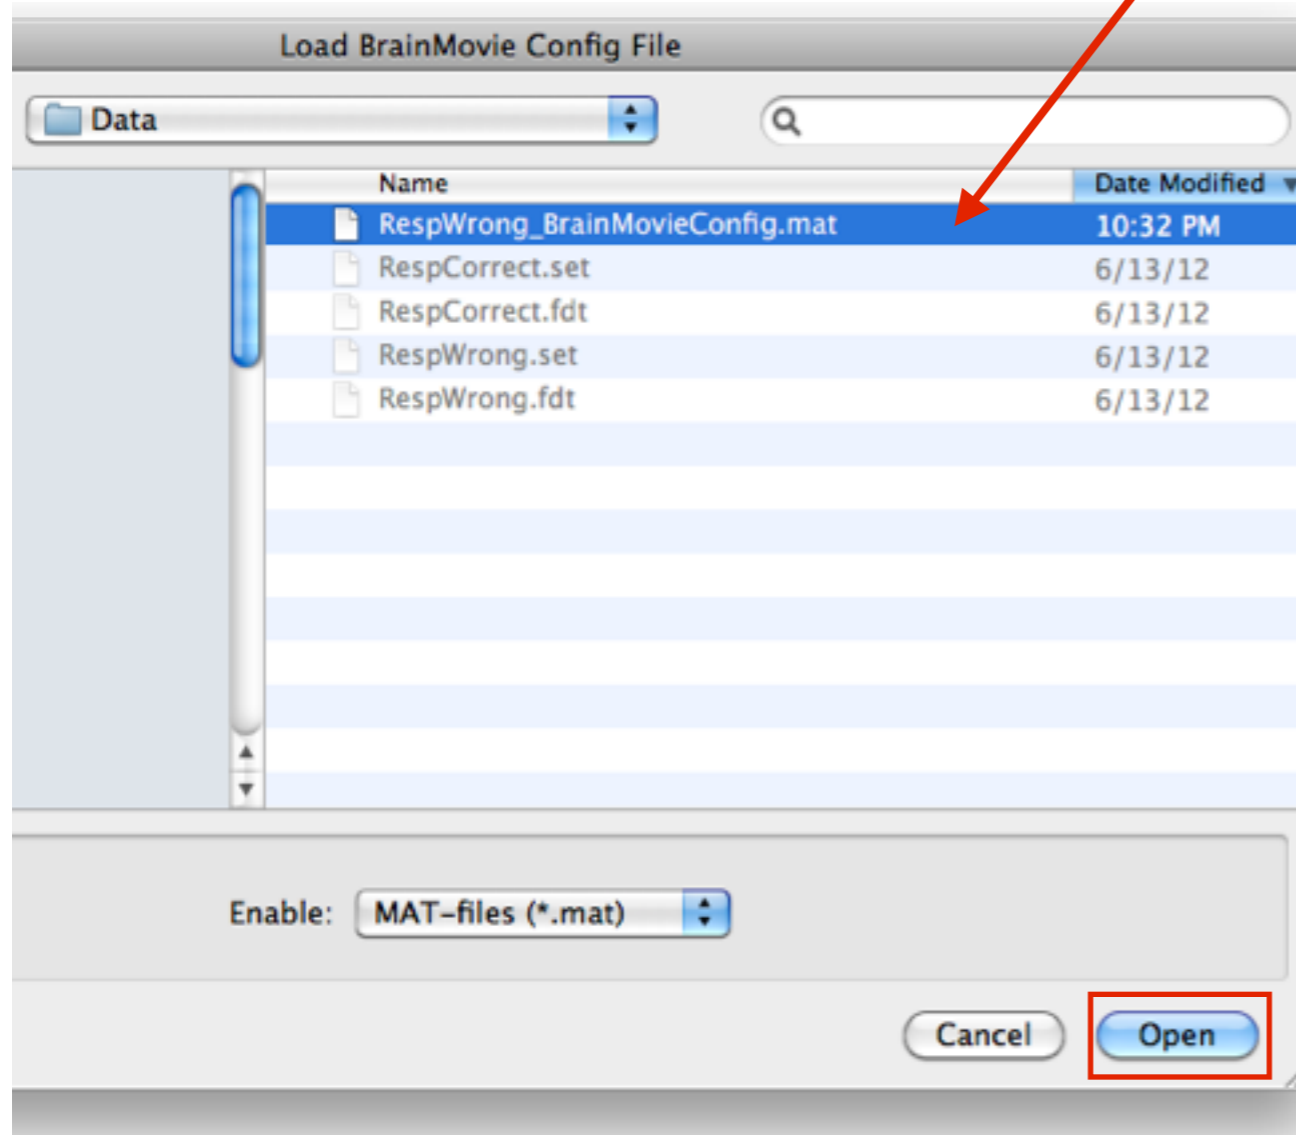 Load BrainMovie Config File
Data
Name Date Modified
RespWrong_BrainMovieConfig.mat 10:32 PM
RespCorrect.set 6/13/12
RespCorrect.fdt 6/13/12
RespWrong.set 6/13/12
RespWrong.fdt 6/13/12
Enable: MAT-files (*.mat)
Cancel Open